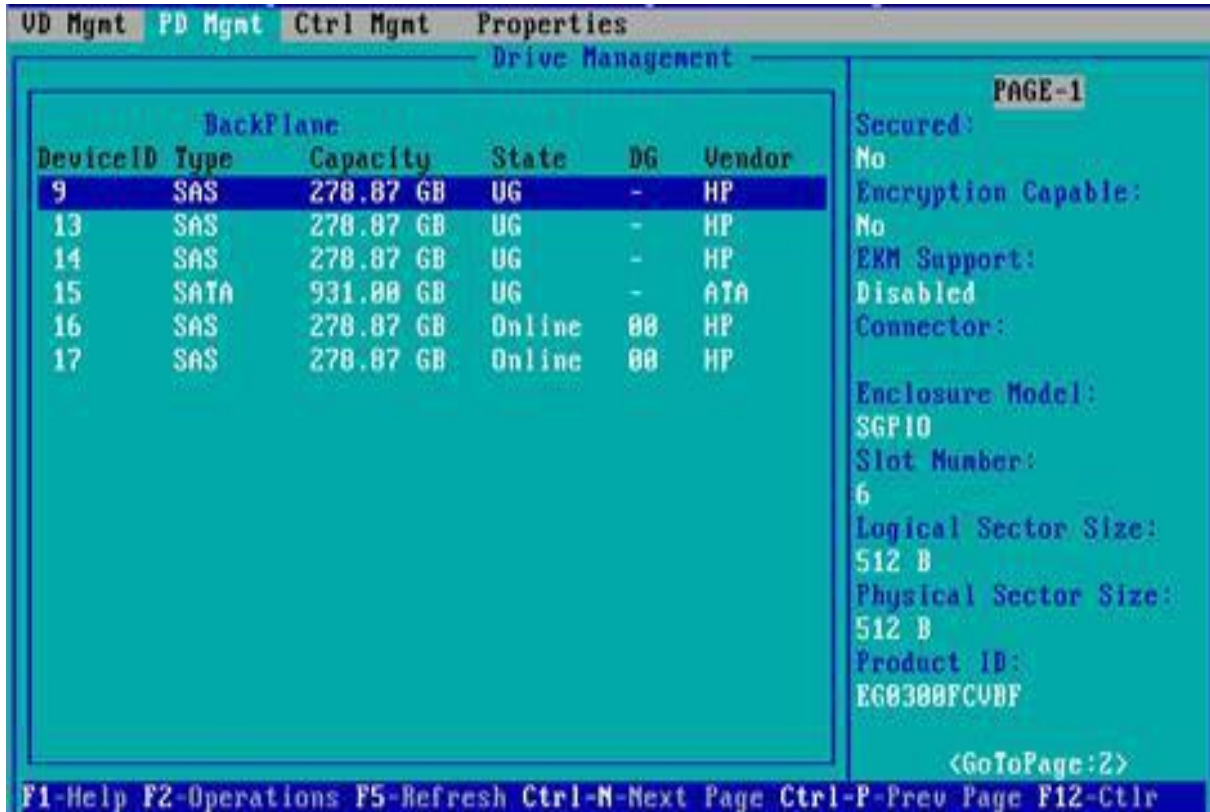 VD Mgmt PD Mgmt Ctrl Mgmt Properties
Drive Management
BackPlane
DeviceID Type Capacity State DG Vendor
9 SAS 278.87 GB UG - HP
13 SAS 278.87 GB UG - HP
14 SAS 278.87 GB UG - HP
15 SATA 931.00 GB UG - ATA
16 SAS 278.87 GB Online 00 HP
17 SAS 278.87 GB Online 00 HP
PAGE-1
Secured:
No
Encryption Capable:
No
EKM Support:
Disabled
Connector:
Enclosure Model:
SGPIO
Slot Number:
6
Logical Sector Size:
512 B
Physical Sector Size:
512 B
Product ID:
EG0300FCVBF
<GoToPage:2>
F1-Help F2-Operations F5-Refresh Ctrl-N-Next Page Ctrl-P-Prev Page F12-Ctlr